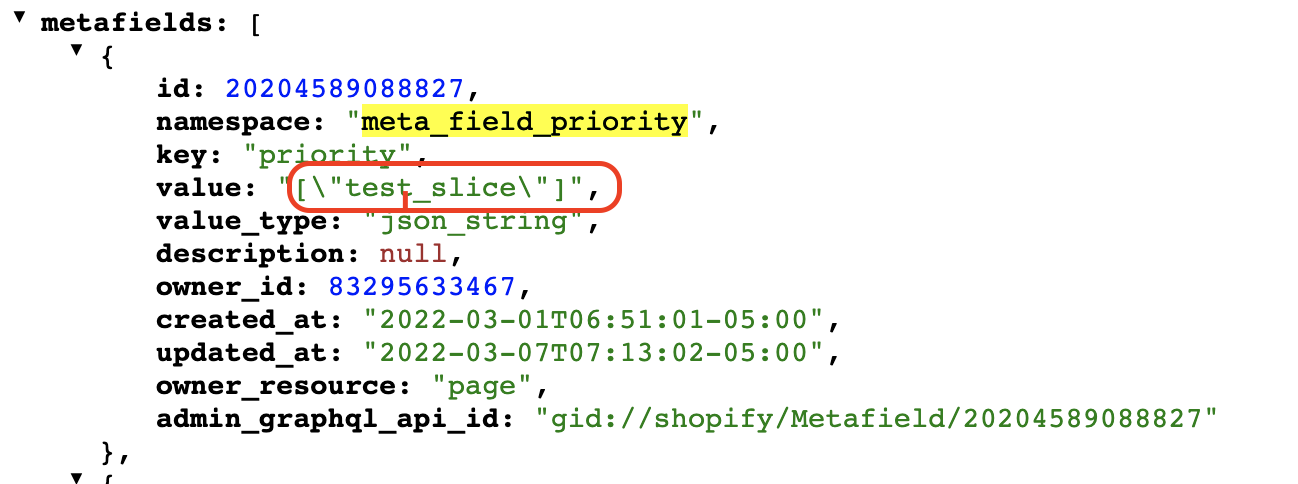 metafields: [
{
id: 20204589088827,
namespace: "meta_field_priority",
key: "priority",
value: "[\"test_slice\"]",
value_type: "json_string",
description: null,
owner_id: 83295633467,
created_at: "2022-03-01T06:51:01-05:00",
updated_at: "2022-03-07T07:13:02-05:00",
owner_resource: "page",
admin_graphql_api_id: "gid://shopify/Metafield/20204589088827"
},
{